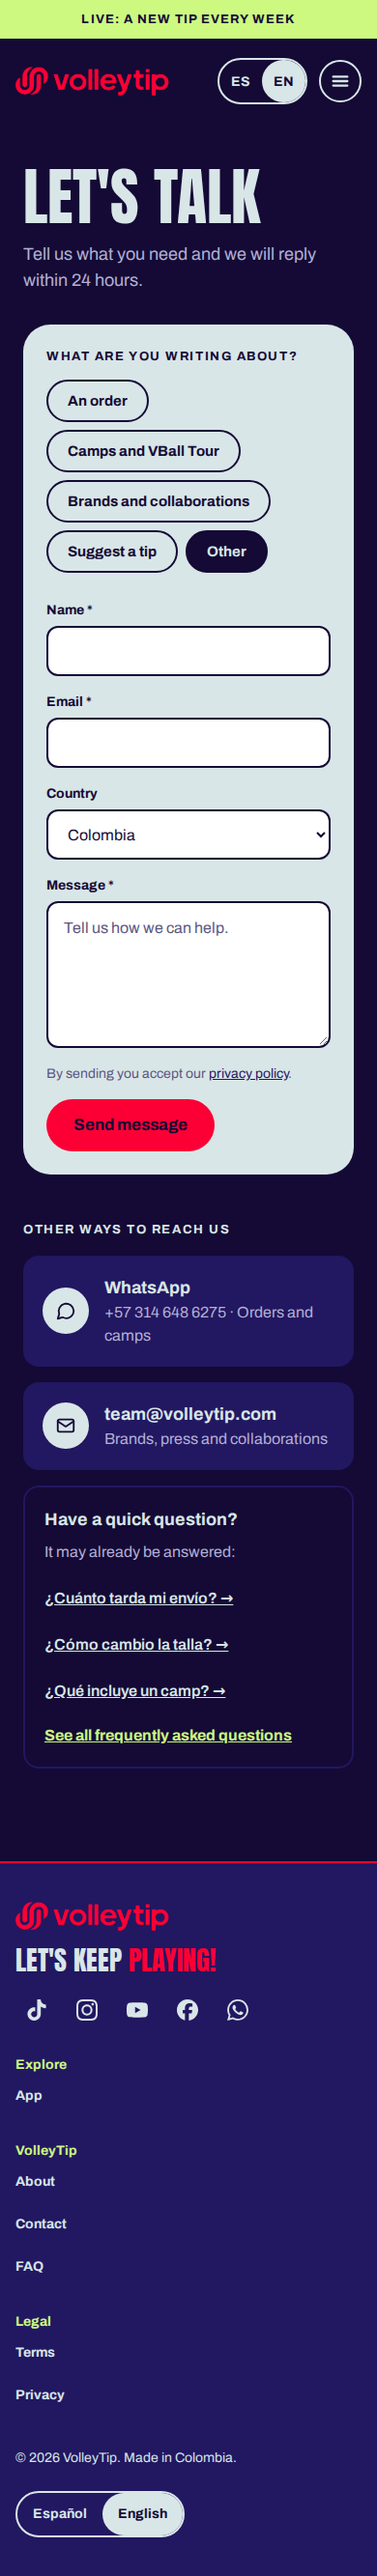 LIVE: A NEW TIP EVERY WEEK
volleytip
ES EN
LET'S TALK
Tell us what you need and we will reply
within 24 hours.
WHAT ARE YOU WRITING ABOUT?
An order
Camps and VBall Tour
Brands and collaborations
Suggest a tip Other
Name *
Email *
Country
Colombia
Message *
Tell us how we can help.
By sending you accept our privacy policy.
Send message
OTHER WAYS TO REACH US
WhatsApp
+57 314 648 6275 · Orders and
camps
team@volleytip.com
Brands, press and collaborations
Have a quick question?
It may already be answered:
¿Cuánto tarda mi envío? →
¿Cómo cambio la talla? →
¿Qué incluye un camp? →
See all frequently asked questions
volleytip
LET'S KEEP PLAYING!
Explore
App
VolleyTip
About
Contact
FAQ
Legal
Terms
Privacy
© 2026 VolleyTip. Made in Colombia.
Español English